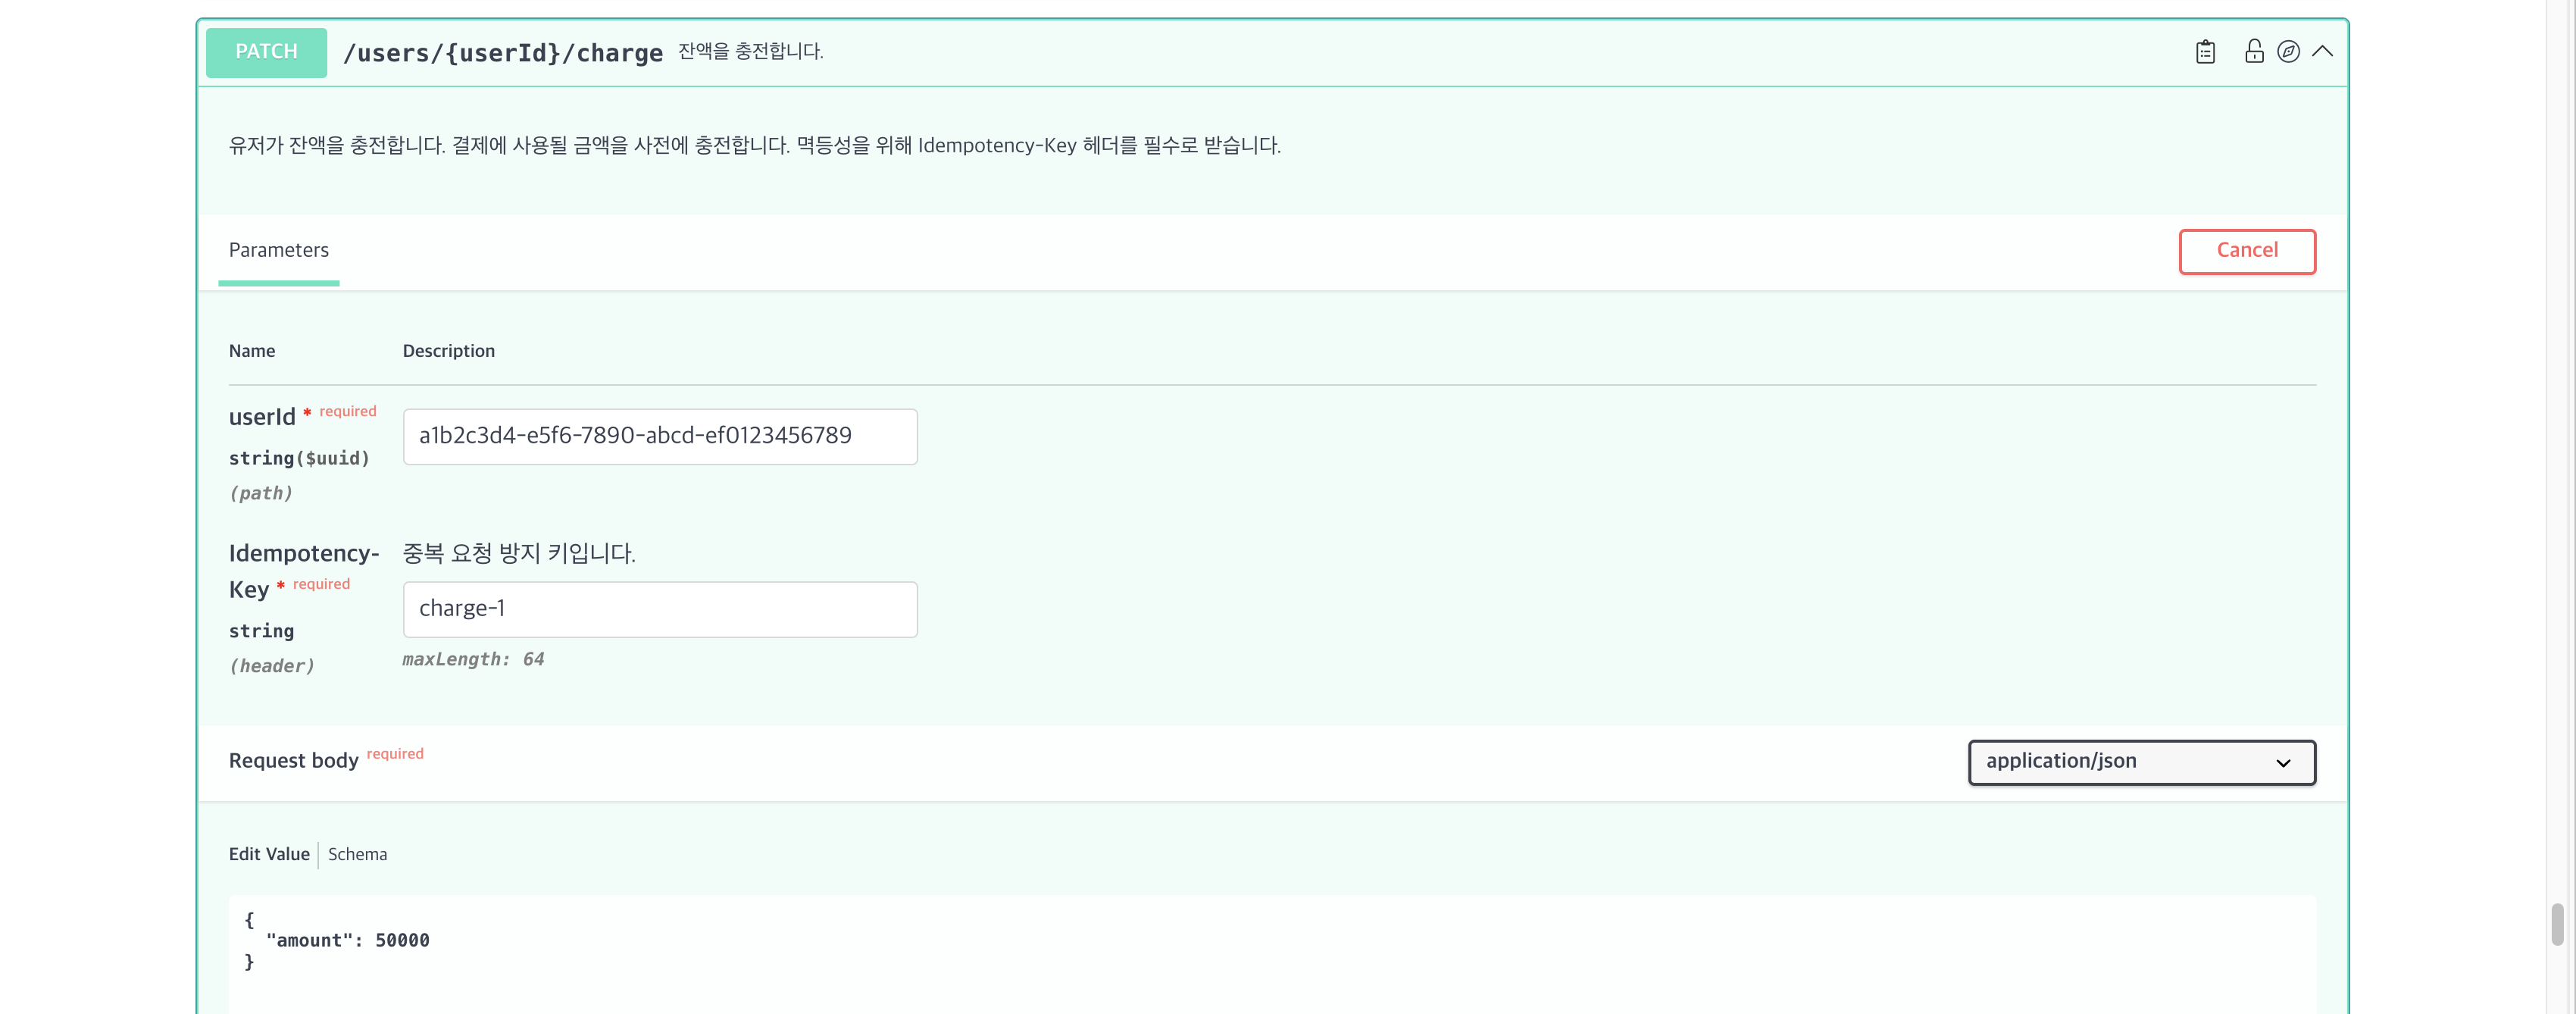 PATCH /users/{userId}/charge 잔액을 충전합니다.
유저가 잔액을 충전합니다. 결제에 사용될 금액을 사전에 충전합니다. 멱등성을 위해 Idempotency-Key 헤더를 필수로 받습니다.
Parameters Cancel
Name Description
userId * required
a1b2c3d4-e5f6-7890-abcd-ef0123456789
string($uuid)
(path)
Idempotency-Key * required
중복 요청 방지 키입니다.
charge-1
string
maxLength: 64
(header)
Request body required application/json
Edit Value Schema
{
"amount": 50000
}